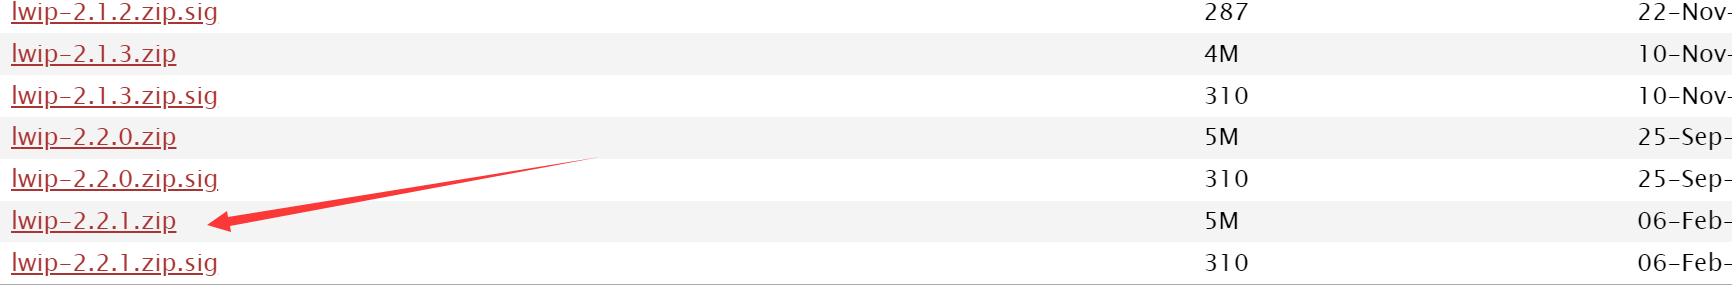 lwip-2.1.2.zip.sig 287 22-Nov-
lwip-2.1.3.zip 4M 10-Nov-
lwip-2.1.3.zip.sig 310 10-Nov-
lwip-2.2.0.zip 5M 25-Sep-
lwip-2.2.0.zip.sig 310 25-Sep-
lwip-2.2.1.zip 5M 06-Feb-
lwip-2.2.1.zip.sig 310 06-Feb-